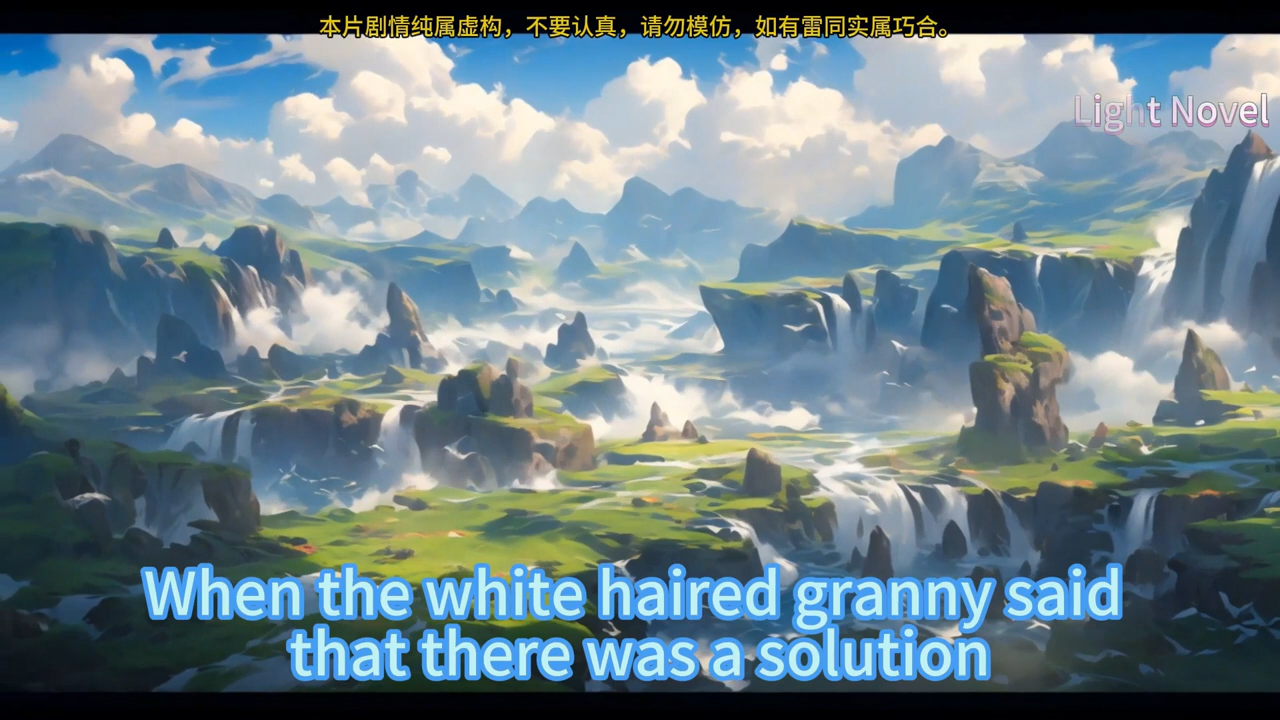 本片剧情纯属虚构，不要认真，请勿模仿，如有雷同实属巧合。
Light Novel
When the white haired granny said
that there was a solution